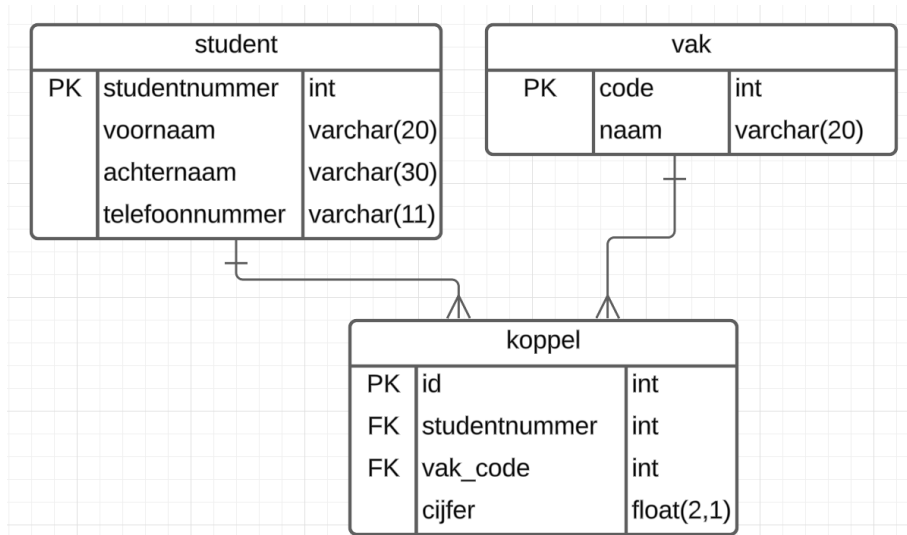 student
PK studentnummer int
voornaam varchar(20)
achternaam varchar(30)
telefoonnummer varchar(11)
vak
PK code int
naam varchar(20)
koppel
PK id int
FK studentnummer int
FK vak_code int
cijfer float(2,1)